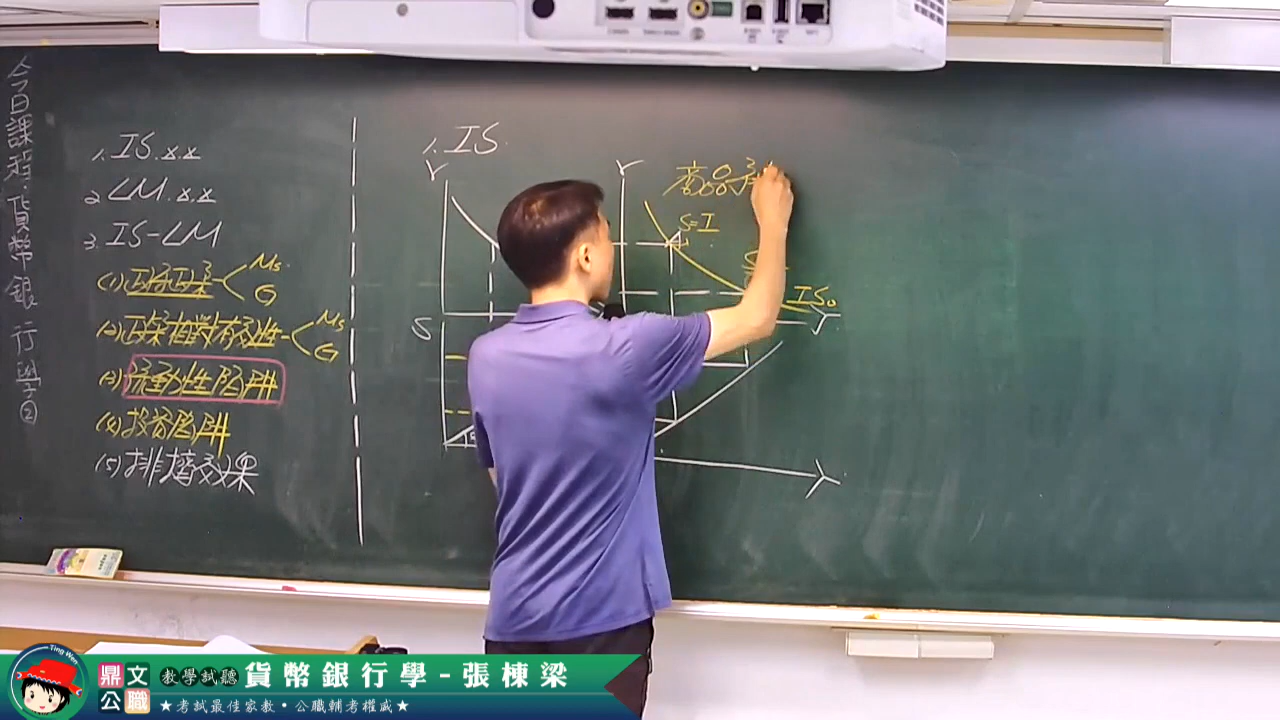 今日課程:貨幣銀行學②
1. IS.××
2. LM.××
3. IS-LM
(1)政府政策 Ms.
G
(2)政策相對有效性 Ms
G
(3)流動性陷阱
(4)投資陷阱
(5)排擠效果
1. IS.
r
r
商品
S=I
IS₀
Y
S
Y
Ting Wen
鼎文公職
教學試聽
貨幣銀行學-張棟梁
★考試最佳家教•公職輔考權威★